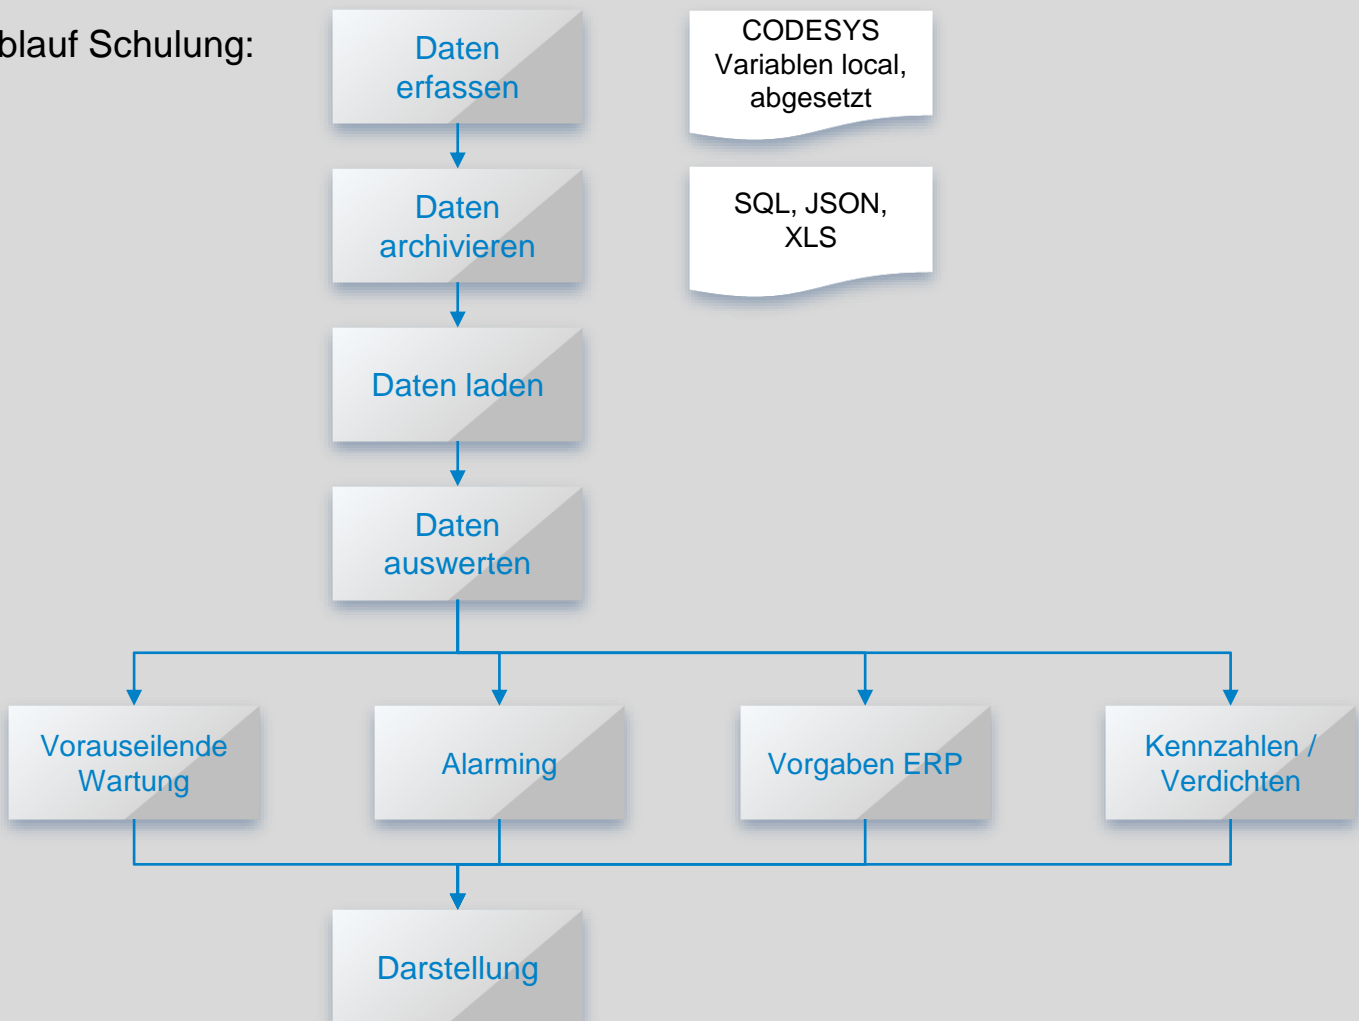 blauf Schulung:
Daten
erfassen
CODESYS
Variablen local,
abgesetzt
Daten
archivieren
SQL, JSON,
XLS
Daten laden
Daten
auswerten
Vorauseilende
Wartung
Alarming
Vorgaben ERP
Kennzahlen /
Verdichten
Darstellung